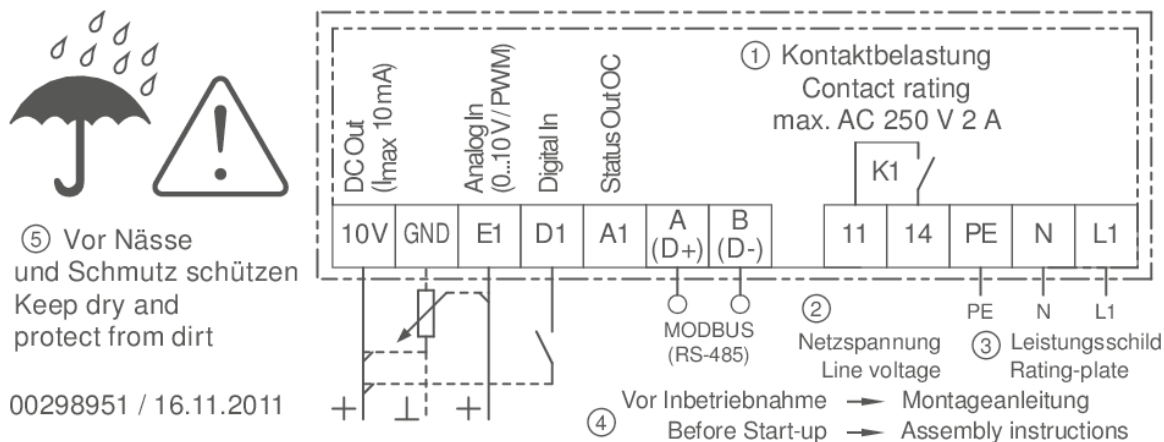 ⑤ Vor Nässe
und Schmutz schützen
Keep dry and
protect from dirt
00298951 / 16.11.2011
DC Out
(Imax 10 mA)
Analog In
(0...10 V / PWM)
Digital In
Status Out OC
① Kontaktbelastung
Contact rating
max. AC 250 V 2 A
K1
10V GND E1 D1 A1 A (D+) B (D-) 11 14 PE N L1
MODBUS
(RS-485)
PE N L1
②
Netzspannung
Line voltage
③ Leistungsschild
Rating-plate
④ Vor Inbetriebnahme → Montageanleitung
Before Start-up → Assembly instructions
+ ⊥ +